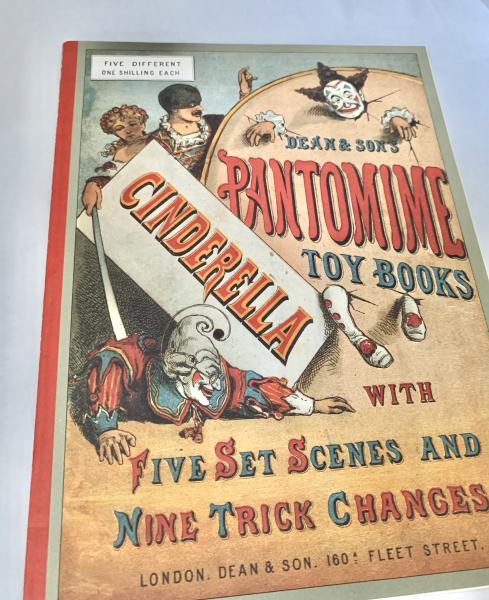 FIVE DIFFERENT
ONE SHILLING EACH
DEAN & SON'S
PANTOMIME
TOY BOOKS
CINDERELLA
WITH
FIVE SET SCENES AND
NINE TRICK CHANGES
LONDON. DEAN & SON. 160A FLEET STREET.